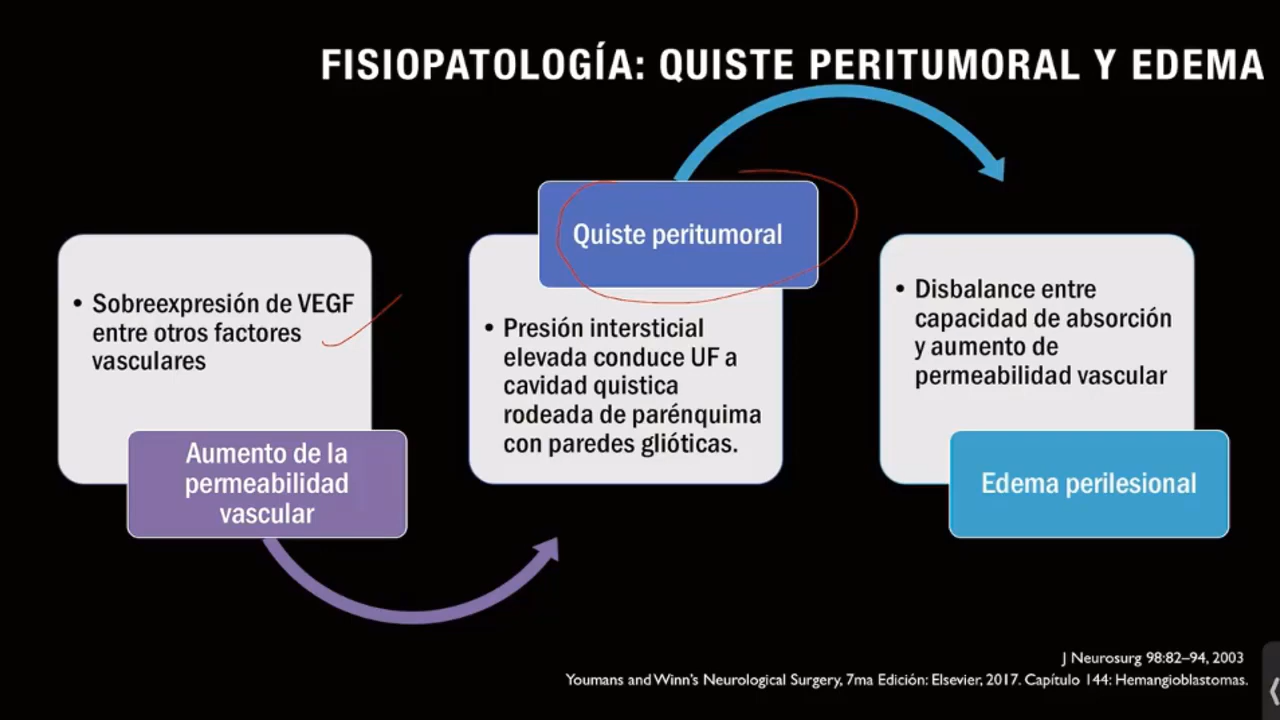 FISIOPATOLOGÍA: QUISTE PERITUMORAL Y EDEMA
• Sobreexpresión de VEGF
entre otros factores
vasculares
Aumento de la
permeabilidad
vascular
Quiste peritumoral
• Presión intersticial
elevada conduce UF a
cavidad quistica
rodeada de parénquima
con paredes glióticas.
• Disbalance entre
capacidad de absorción
y aumento de
permeabilidad vascular
Edema perilesional
J Neurosurg 98:82–94, 2003
Youmans and Winn's Neurological Surgery, 7ma Edición: Elsevier, 2017. Capítulo 144: Hemangioblastomas.